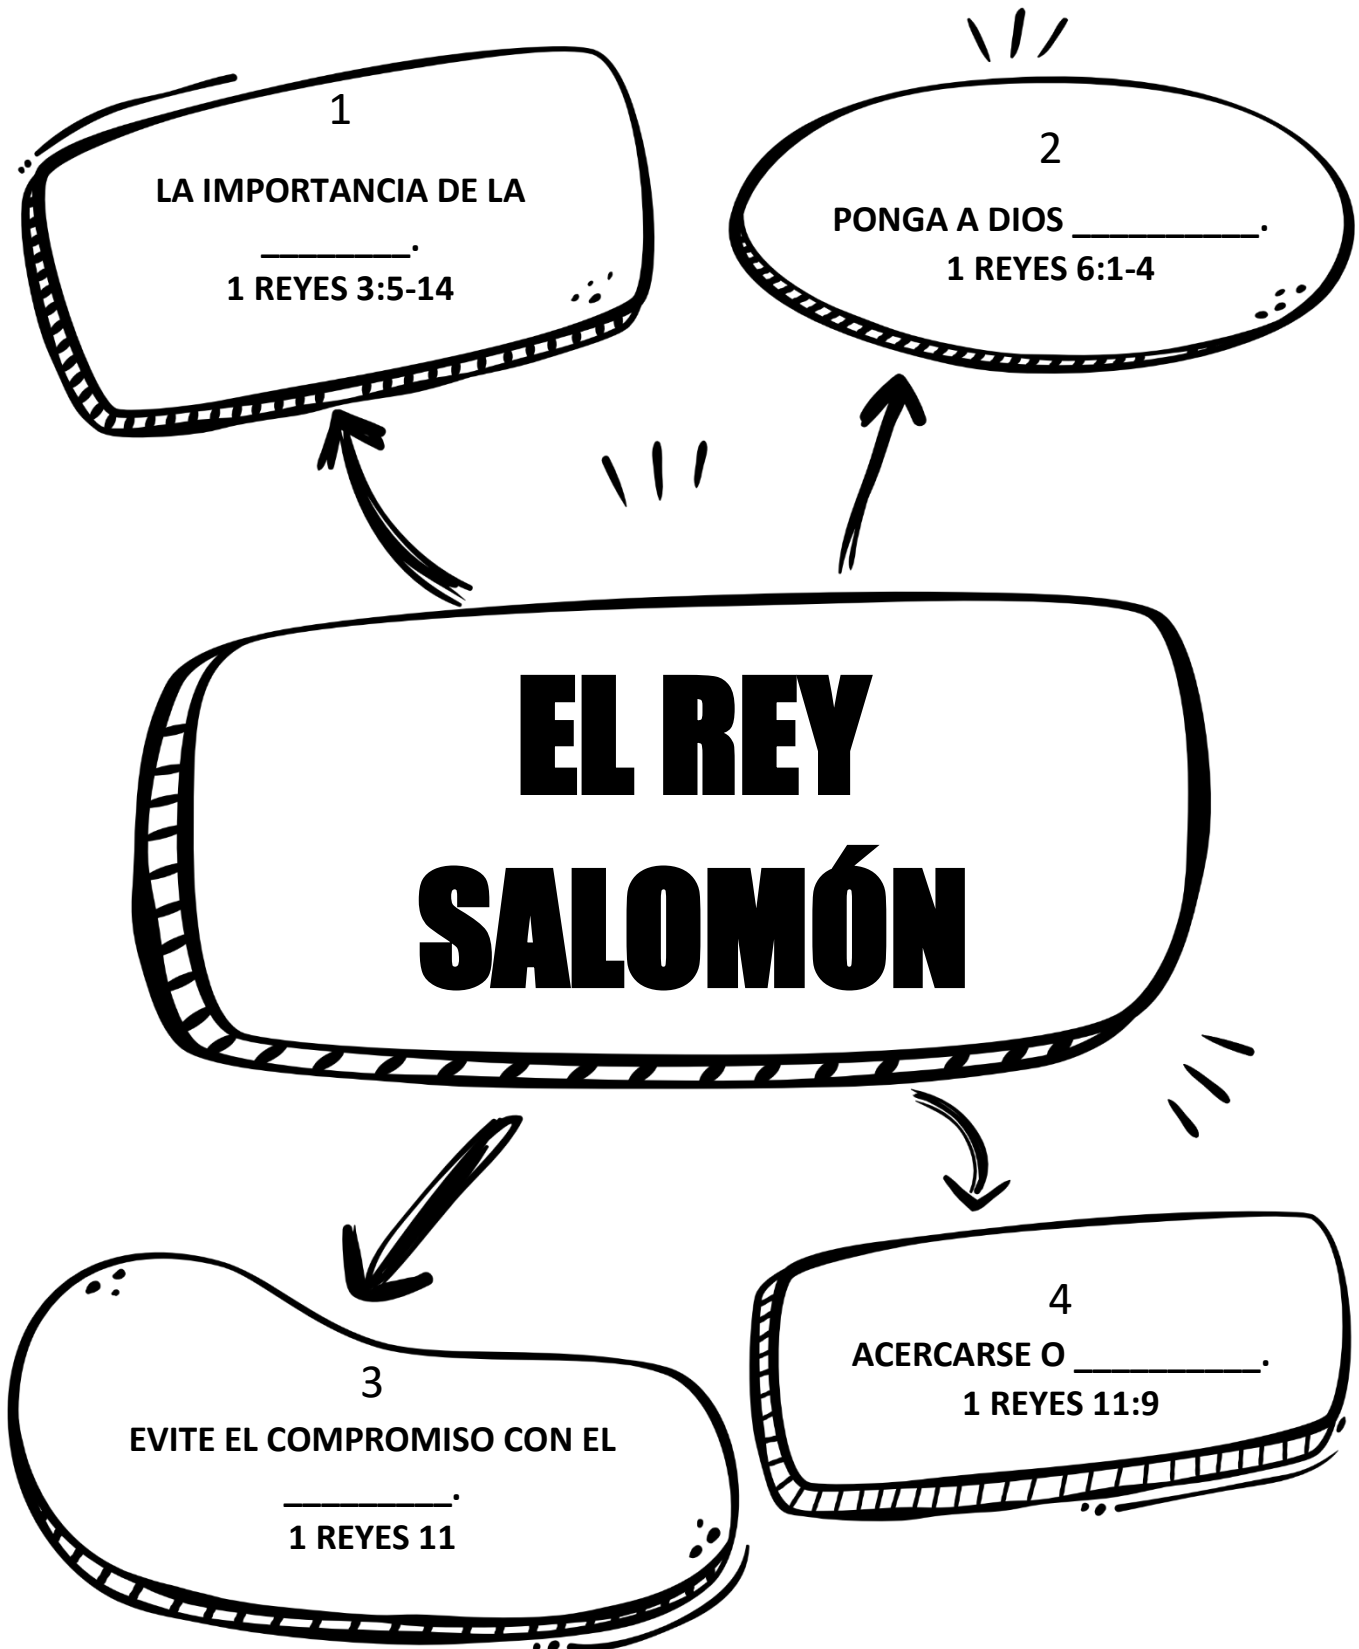 1
LA IMPORTANCIA DE LA
________.
1 REYES 3:5-14
2
PONGA A DIOS __________.
1 REYES 6:1-4
EL REY
SALOMÓN
3
EVITE EL COMPROMISO CON EL
_________.
1 REYES 11
4
ACERCARSE O __________.
1 REYES 11:9